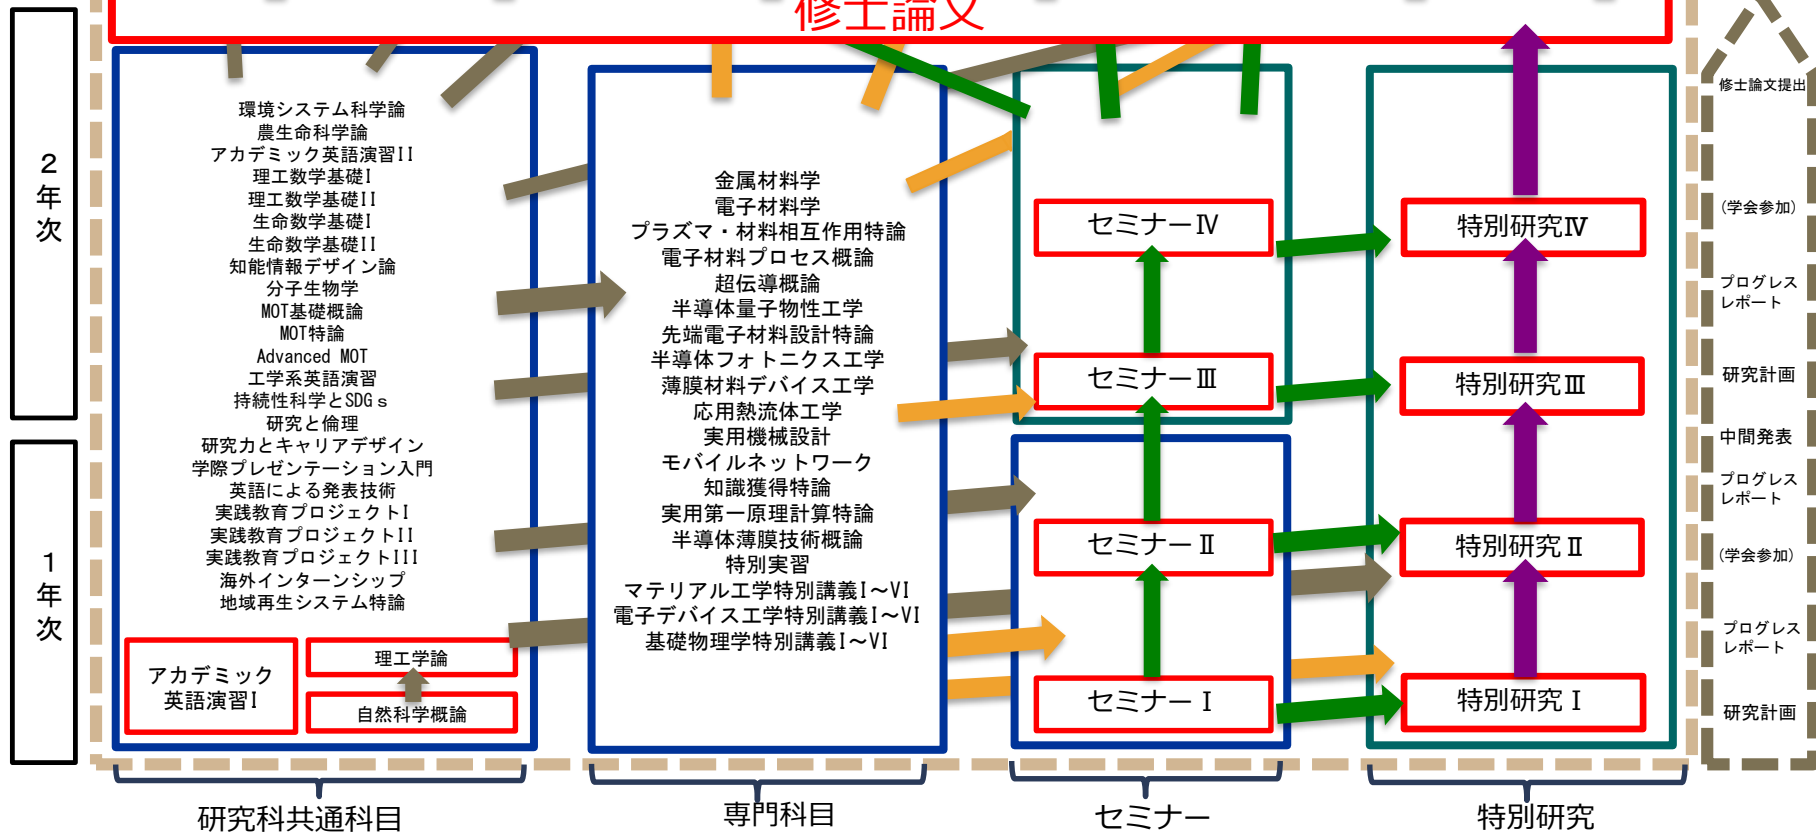 修士論文
2
年
次
1
年
次
環境システム科学論
農生命科学論
アカデミック英語演習II
理工数学基礎I
理工数学基礎II
生命数学基礎I
生命数学基礎II
知能情報デザイン論
分子生物学
MOT基礎概論
MOT特論
Advanced MOT
工学系英語演習
持続性科学とSDGs
研究と倫理
研究力とキャリアデザイン
学際プレゼンテーション入門
英語による発表技術
実践教育プロジェクトI
実践教育プロジェクトII
実践教育プロジェクトIII
海外インターンシップ
地域再生システム特論
アカデミック
英語演習I
理工学論
自然科学概論
研究科共通科目
金属材料学
電子材料学
プラズマ・材料相互作用特論
電子材料プロセス概論
超伝導概論
半導体量子物性工学
先端電子材料設計特論
半導体フォトニクス工学
薄膜材料デバイス工学
応用熱流体工学
実用機械設計
モバイルネットワーク
知識獲得特論
実用第一原理計算特論
半導体薄膜技術概論
特別実習
マテリアル工学特別講義I～VI
電子デバイス工学特別講義I～VI
基礎物理学特別講義I～VI
専門科目
セミナーⅣ
セミナーⅢ
セミナーⅡ
セミナーⅠ
セミナー
特別研究Ⅳ
特別研究Ⅲ
特別研究Ⅱ
特別研究Ⅰ
特別研究
修士論文提出
(学会参加)
プログレス
レポート
研究計画
中間発表
プログレス
レポート
(学会参加)
プログレス
レポート
研究計画